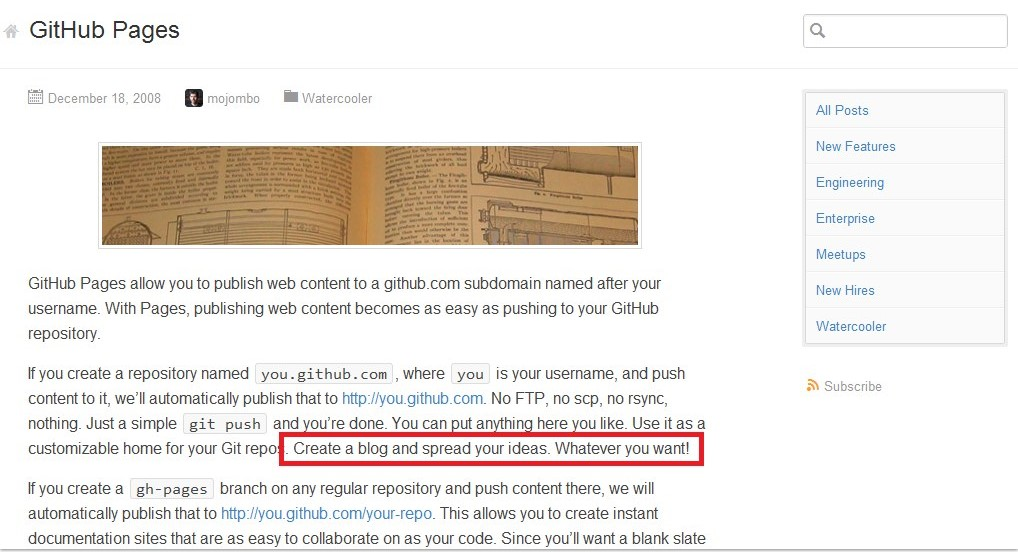 GitHub Pages
December 18, 2008 mojombo Watercooler
GitHub Pages allow you to publish web content to a github.com subdomain named after your
username. With Pages, publishing web content becomes as easy as pushing to your GitHub
repository.
If you create a repository named you.github.com, where you is your username, and push
content to it, we'll automatically publish that to http://you.github.com. No FTP, no scp, no rsync,
nothing. Just a simple git push and you're done. You can put anything here you like. Use it as a
customizable home for your Git repos. Create a blog and spread your ideas. Whatever you want!
If you create a gh-pages branch on any regular repository and push content there, we will
automatically publish that to http://you.github.com/your-repo. This allows you to create instant
documentation sites that are as easy to collaborate on as your code. Since you'll want a blank slate
All Posts
New Features
Engineering
Enterprise
Meetups
New Hires
Watercooler
Subscribe